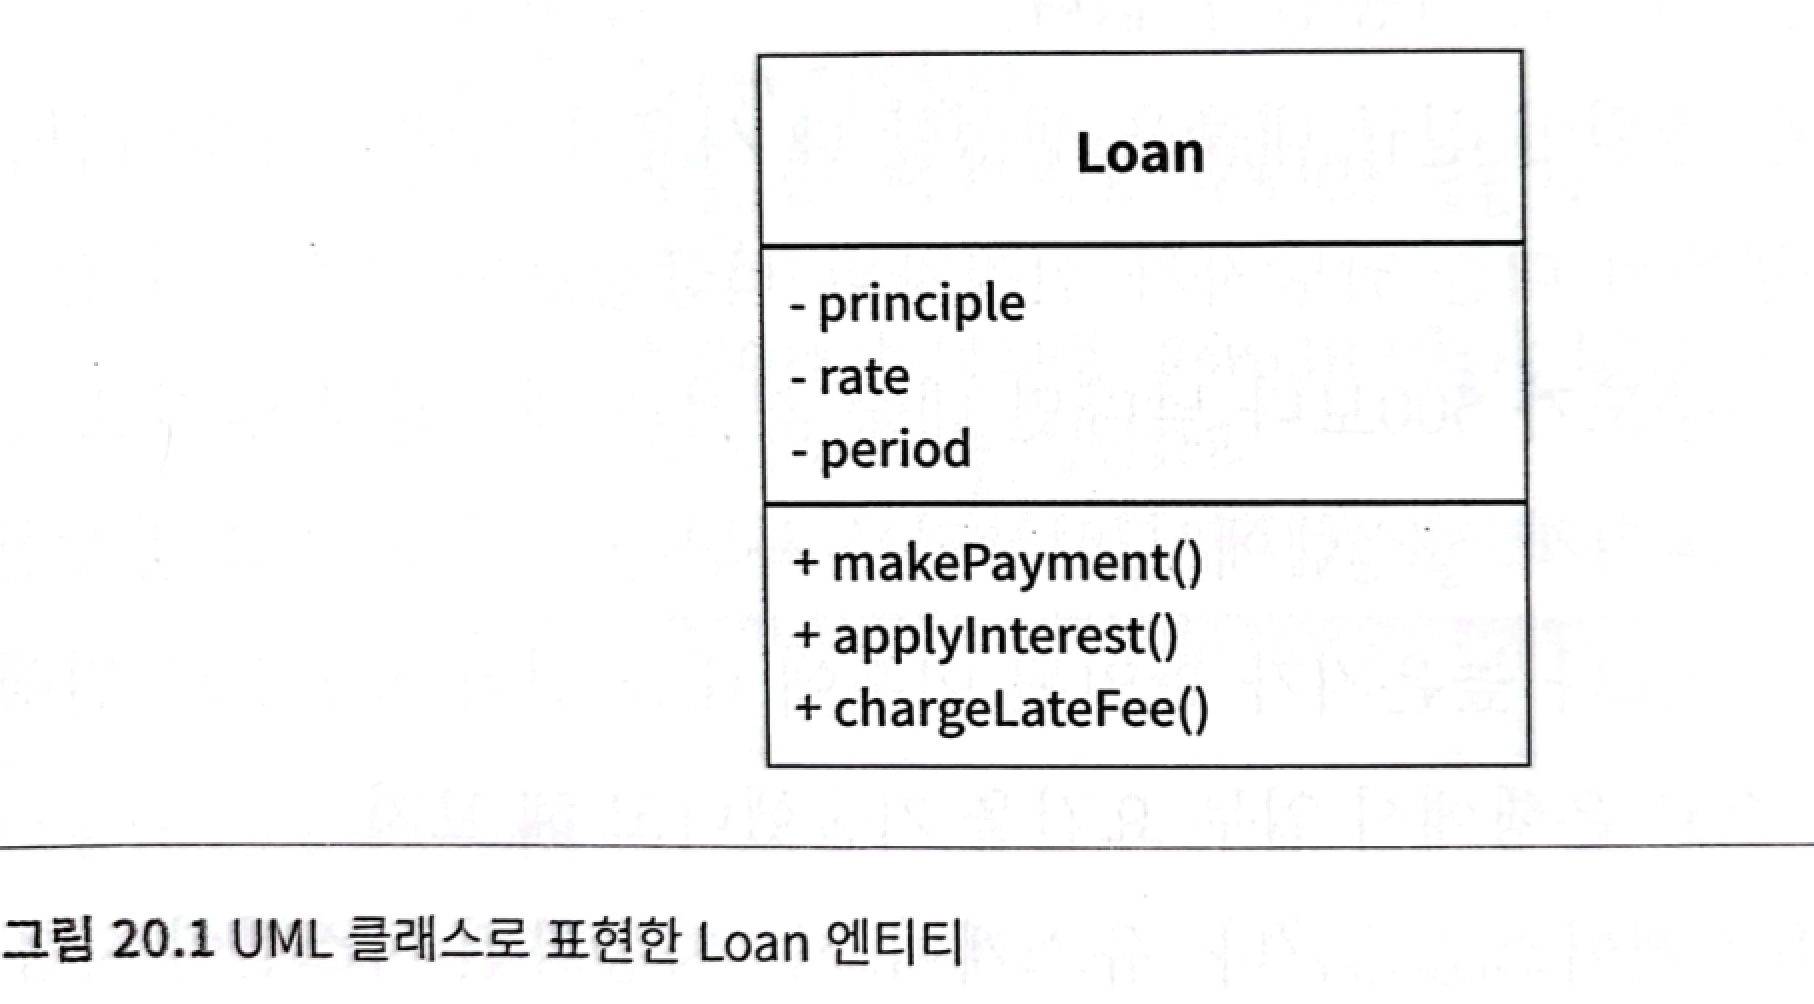 Loan
- principle
- rate
- period
+ makePayment()
+ applyInterest()
+ chargeLateFee()
그림 20.1 UML 클래스로 표현한 Loan 엔티티